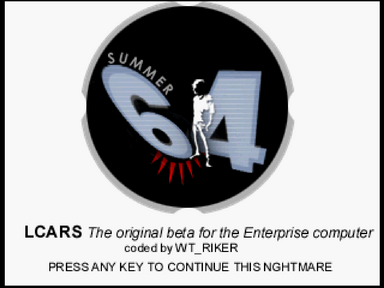 SUMMER
64
LCARS The original beta for the Enterprise computer
coded by WT_RIKER
PRESS ANY KEY TO CONTINUE THIS NGHTMARE